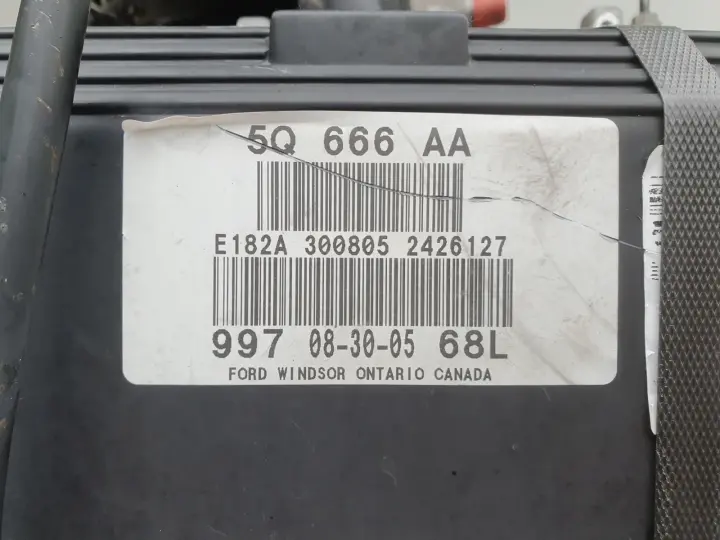 5Q 666 AA
E182A 300805 2426127
997 08-30-05 68L
FORD WINDSOR ONTARIO CANADA